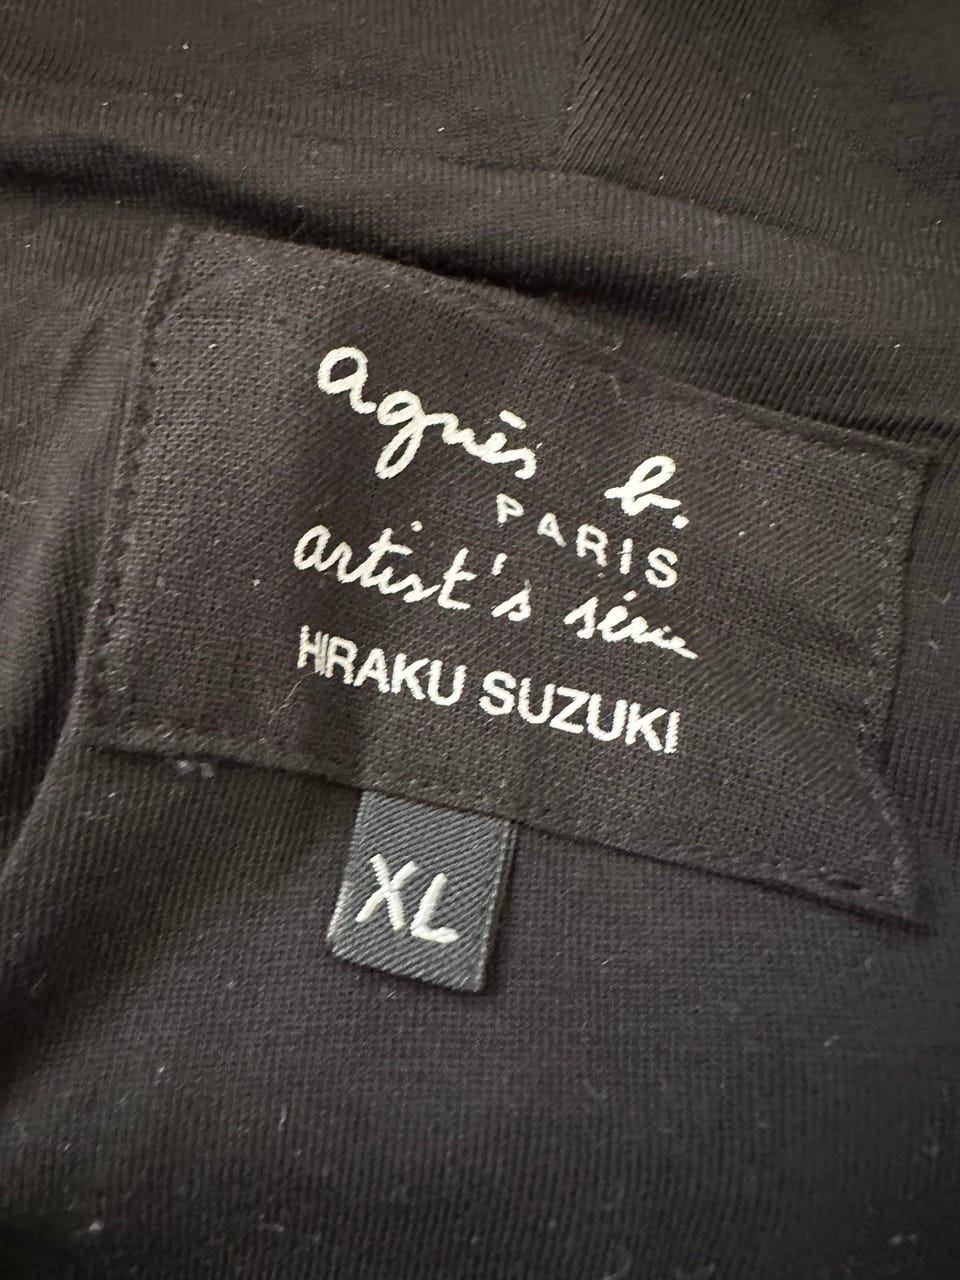 agnès b.
PARIS
artist's série
HIRAKU SUZUKI
XL